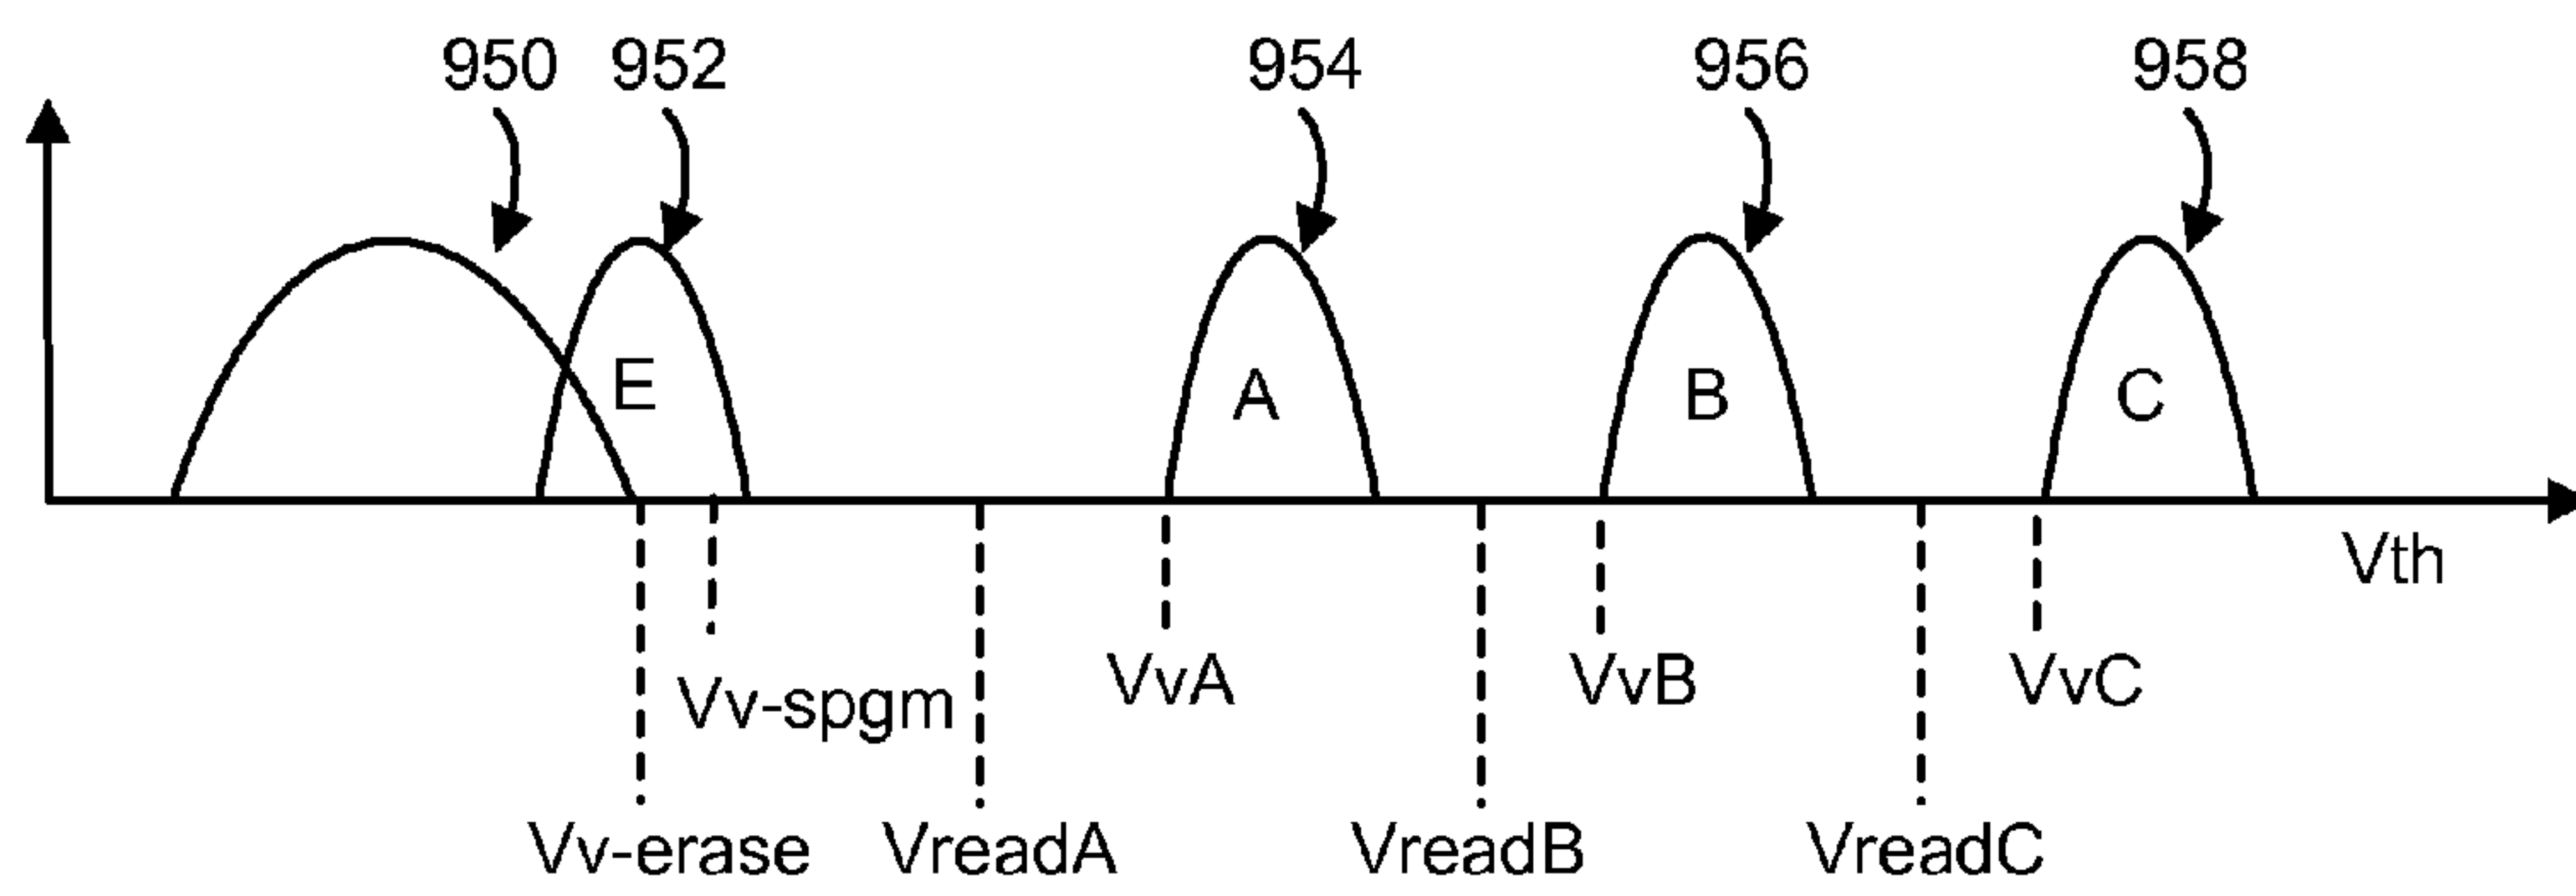 950 952 954 956 958
E A B C
Vth
VvA VvB VvC
Vv-spgm
Vv-erase VreadA VreadB VreadC